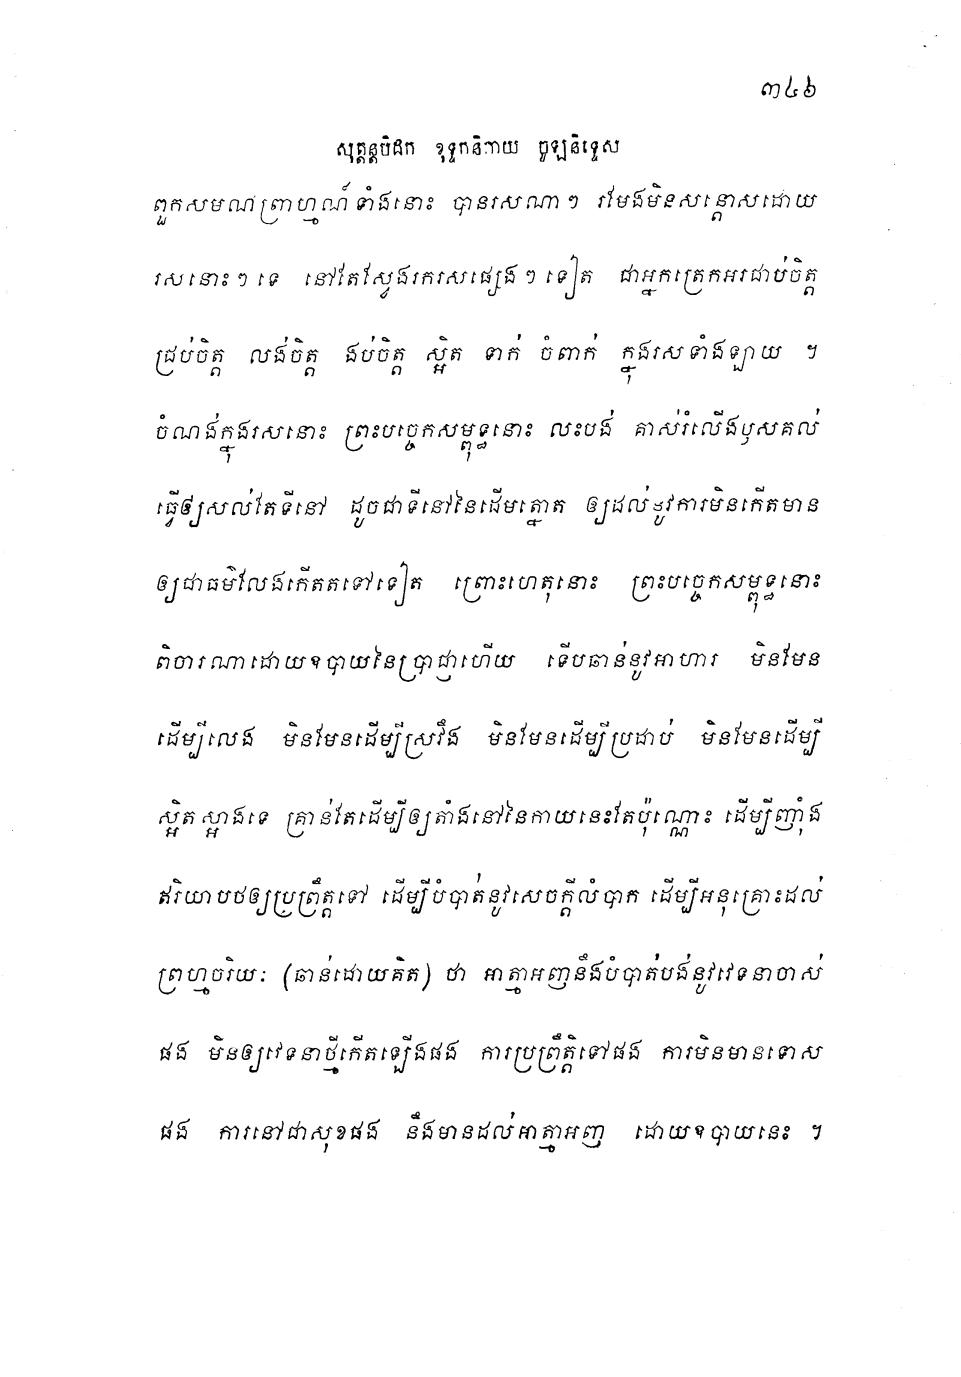 ៣៤៦
សុត្តន្តបិដក ខុទ្ទកនិកាយ ចូឡនិទ្ទេស
ពួកសមណព្រាហ្មណ៍ទាំងនោះ បានរសណាៗ រមែងមិនសន្តោសដោយ
រសនោះៗទេ នៅតែស្វែងរករសផ្សេងៗទៀត ជាអ្នកត្រេកអរជាប់ចិត្ត
ជ្រប់ចិត្ត លង់ចិត្ត ងប់ចិត្ត ស្អិត ទាក់ ចំពាក់ ក្នុងរសទាំងឡាយ ។
ចំណង់ក្នុងរសនោះ ព្រះបច្ចេកសម្ពុទ្ធនោះ លះបង់ គាស់រំលើងឫសគល់
ធ្វើឲ្យសល់តែទីនៅ ដូចជាទីនៅនៃដើមត្នោត ឲ្យដល់នូវការមិនកើតមាន
ឲ្យជាធម៌លែងកើតតទៅទៀត ព្រោះហេតុនោះ ព្រះបច្ចេកសម្ពុទ្ធនោះ
ពិចារណាដោយឧបាយនៃប្រាជ្ញាហើយ ទើបឆាន់នូវអាហារ មិនមែន
ដើម្បីលេង មិនមែនដើម្បីស្រវឹង មិនមែនដើម្បីប្រដាប់ មិនមែនដើម្បី
ស្អិតស្អាងទេ គ្រាន់តែដើម្បីឲ្យតាំងនៅនៃកាយនេះតែប៉ុណ្ណោះ ដើម្បីញ៉ាំង
ឥរិយាបថឲ្យប្រព្រឹត្តទៅ ដើម្បីបំបាត់នូវសេចក្តីលំបាក ដើម្បីអនុគ្រោះដល់
ព្រហ្មចរិយៈ (ឆាន់ដោយគិត) ថា អាត្មាអញនឹងបំបាត់បង់នូវវេទនាចាស់
ផង មិនឲ្យវេទនាថ្មីកើតឡើងផង ការប្រព្រឹត្តិទៅផង ការមិនមានទោស
ផង ការនៅជាសុខផង នឹងមានដល់អាត្មាអញ ដោយឧបាយនេះ ។